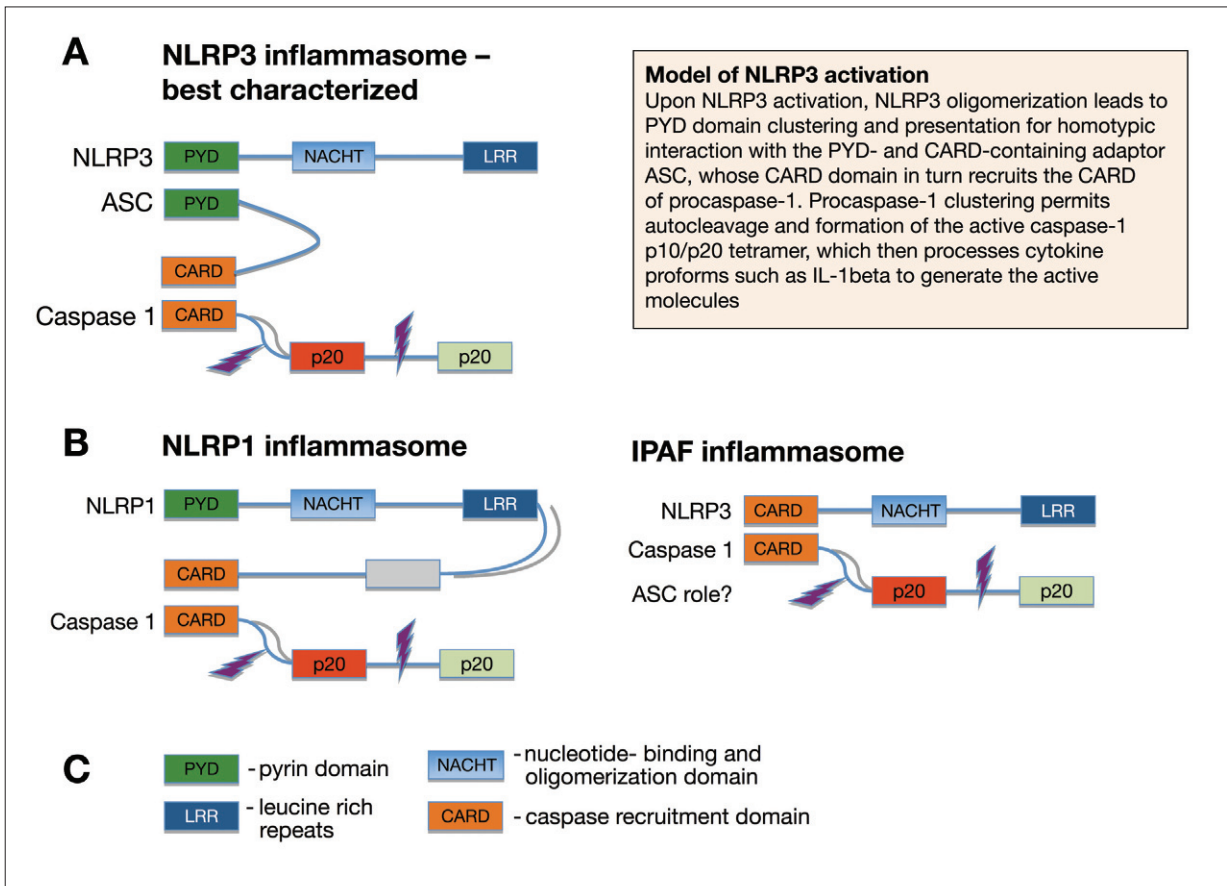 A
NLRP3 inflammasome –
best characterized
NLRP3
PYD
NACHT
LRR
ASC
PYD
CARD
Caspase 1
CARD
p20
p20
Model of NLRP3 activation
Upon NLRP3 activation, NLRP3 oligomerization leads to
PYD domain clustering and presentation for homotypic
interaction with the PYD- and CARD-containing adaptor
ASC, whose CARD domain in turn recruits the CARD
of procaspase-1. Procaspase-1 clustering permits
autocleavage and formation of the active caspase-1
p10/p20 tetramer, which then processes cytokine
proforms such as IL-1beta to generate the active
molecules
B
NLRP1 inflammasome
NLRP1
PYD
NACHT
LRR
CARD
Caspase 1
CARD
p20
p20
IPAF inflammasome
NLRP3
CARD
NACHT
LRR
Caspase 1
CARD
ASC role?
p20
p20
C
PYD
- pyrin domain
NACHT
- nucleotide- binding and
oligomerization domain
LRR
- leucine rich
repeats
CARD
- caspase recruitment domain